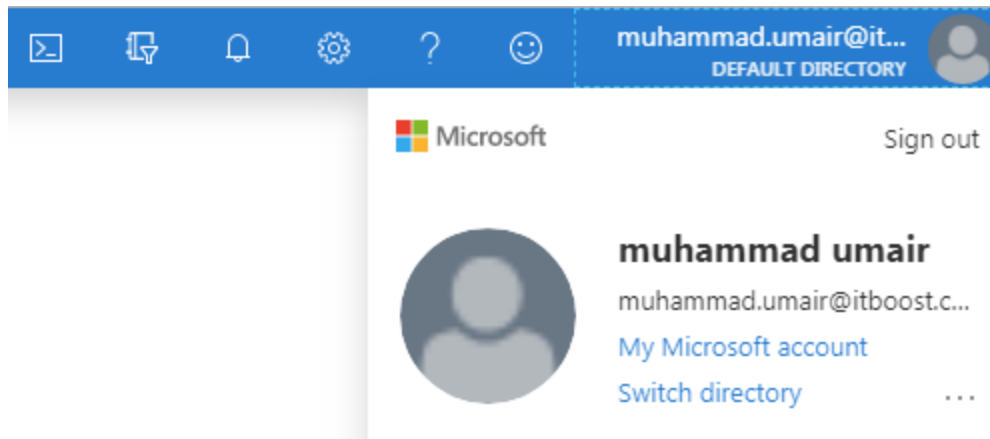 muhammad.umair@it...
DEFAULT DIRECTORY
Microsoft
Sign out
muhammad umair
muhammad.umair@itboost.c...
My Microsoft account
Switch directory
...